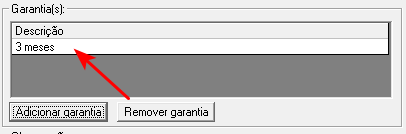 Garantia(s):
Descrição
3 meses
Adicionar garantia
Remover garantia